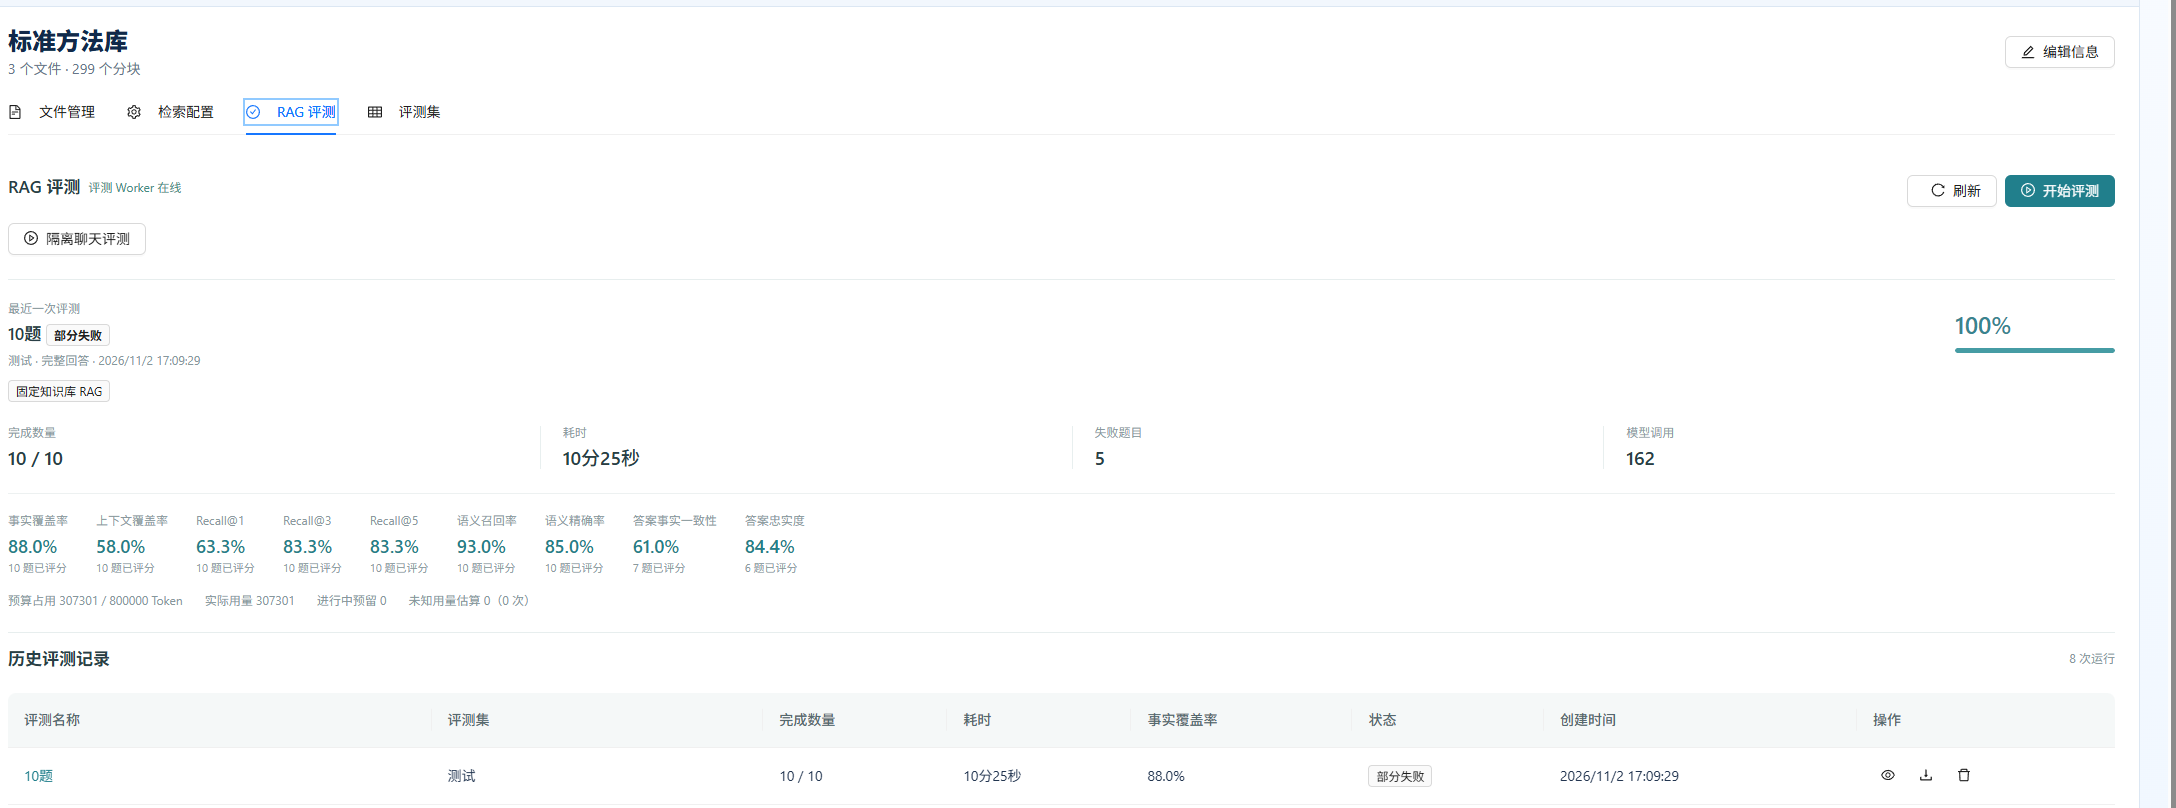 标准方法库
3 个文件 · 299 个分块
编辑信息
文件管理 检索配置 RAG 评测 评测集
RAG 评测 评测 Worker 在线
刷新 开始评测
隔离聊天评测
最近一次评测
10题 部分失败
测试 · 完整回答 · 2026/11/2 17:09:29
100%
固定知识库 RAG
完成数量 耗时 失败题目 模型调用
10 / 10 10分25秒 5 162
事实覆盖率 上下文覆盖率 Recall@1 Recall@3 Recall@5 语义召回率 语义精确率 答案事实一致性 答案忠实度
88.0% 58.0% 63.3% 83.3% 83.3% 93.0% 85.0% 61.0% 84.4%
10 题已评分 10 题已评分 10 题已评分 10 题已评分 10 题已评分 10 题已评分 10 题已评分 7 题已评分 6 题已评分
预算占用 307301 / 800000 Token 实际用量 307301 进行中预留 0 未知用量估算 0（0 次）
历史评测记录
8 次运行
评测名称 评测集 完成数量 耗时 事实覆盖率 状态 创建时间 操作
10题 测试 10 / 10 10分25秒 88.0% 部分失败 2026/11/2 17:09:29